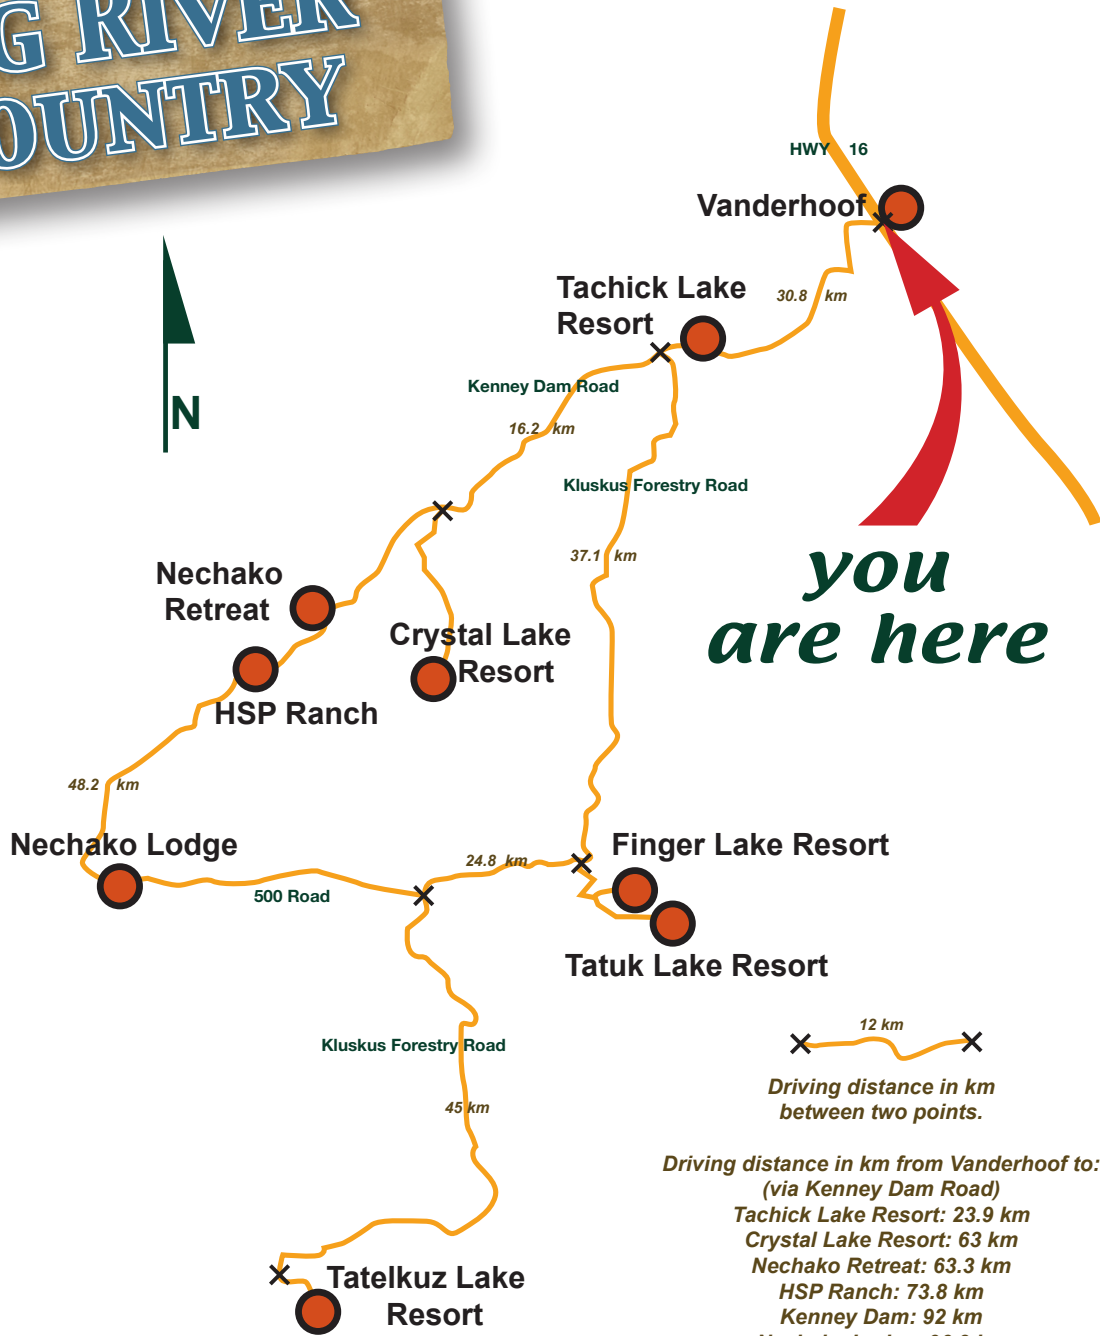 RIVER
HWY 16
Vanderhoof
Tachick Lake
Resort
30.8 km
Kenney Dam Road
16.2 km
N
Kluskus Forestry Road
37.1 km
you
are here
Nechako
Retreat
Crystal Lake
Resort
HSP Ranch
48.2 km
Nechako Lodge
24.8 km
500 Road
Finger Lake Resort
Tatuk Lake Resort
Kluskus Forestry Road
45 km
12 km
Driving distance in km
between two points.
Driving distance in km from Vanderhoof to:
(via Kenney Dam Road)
Tachick Lake Resort: 23.9 km
Crystal Lake Resort: 63 km
Nechako Retreat: 63.3 km
HSP Ranch: 73.8 km
Kenney Dam: 92 km
Tatelkuz Lake
Resort